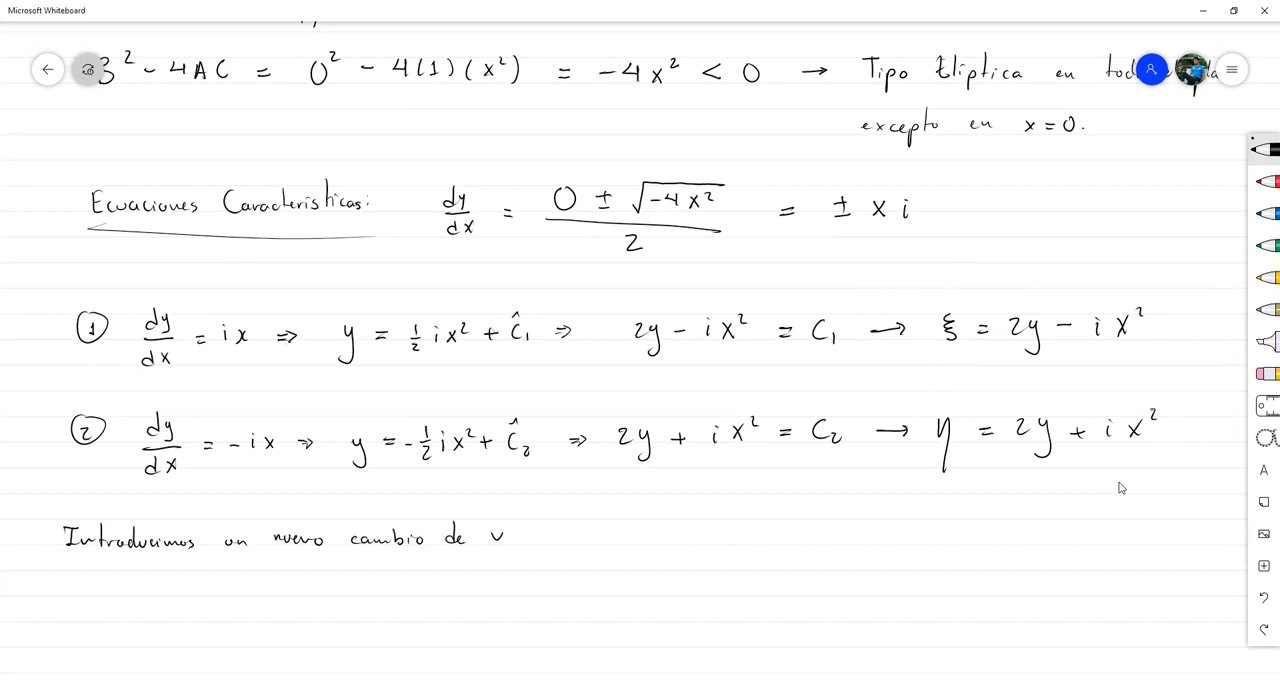 Microsoft Whiteboard
B² - 4AC = 0² - 4(1)(x²) = -4x² < 0 → Tipo Elíptica en
excepto en x = 0.
Ecuaciones Características: dy/dx = (0 ± √(-4x²))/2 = ± x i
① dy/dx = ix ⇒ y = ½ix² + Ĉ₁ ⇒ 2y - ix² = C₁ → ξ = 2y - ix²
② dy/dx = -ix ⇒ y = -½ix² + Ĉ₂ ⇒ 2y + ix² = C₂ → η = 2y + ix²
Introducimos un nuevo cambio de v
A